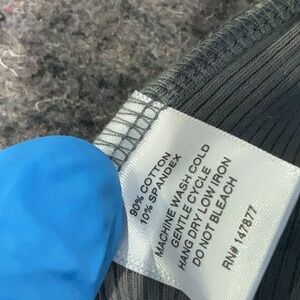 90% COTTON
10% SPANDEX
MACHINE WASH COLD
GENTLE CYCLE
HANG DRY LOW IRON
DO NOT BLEACH
RN# 147877